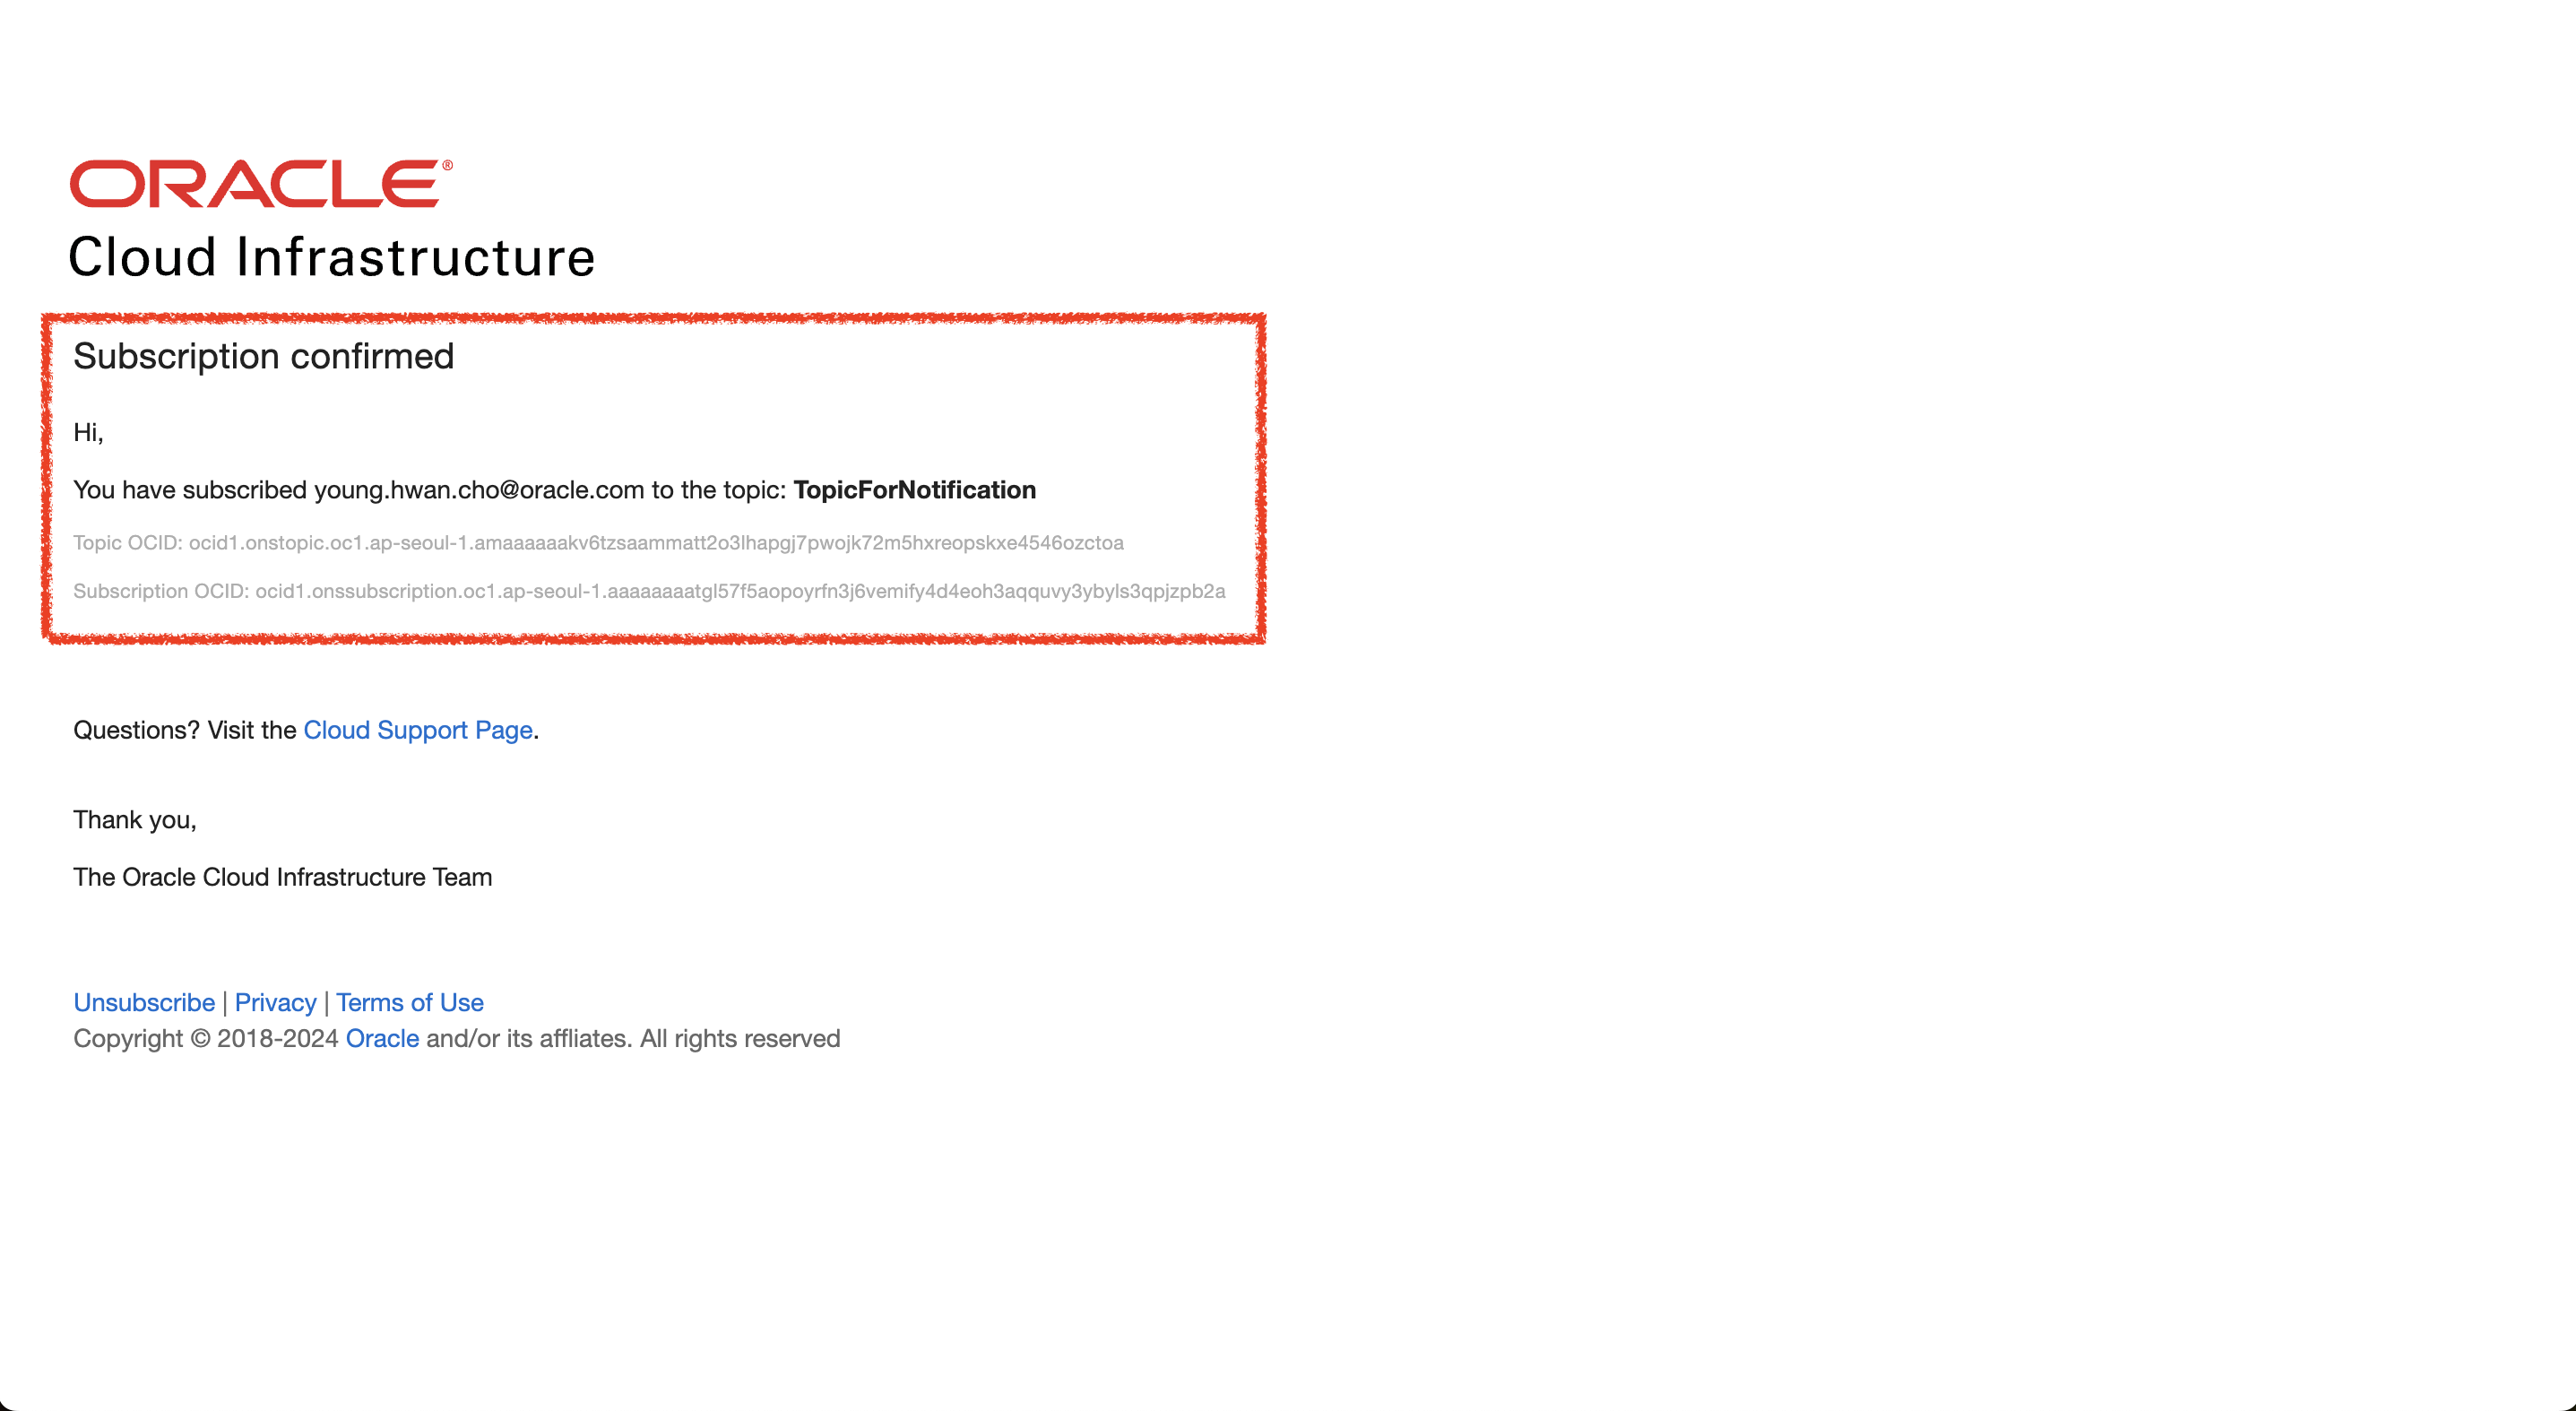 ORACLE®
Cloud Infrastructure
Subscription confirmed
Hi,
You have subscribed young.hwan.cho@oracle.com to the topic: TopicForNotification
Topic OCID: ocid1.onstopic.oc1.ap-seoul-1.amaaaaaakv6tzsaammatt2o3lhapgj7pwojk72m5hxreopskxe4546ozctoa
Subscription OCID: ocid1.onssubscription.oc1.ap-seoul-1.aaaaaaaatgl57f5aopoyrfn3j6vemify4d4eoh3aqquvy3ybyls3qpjzpb2a
Questions? Visit the Cloud Support Page.
Thank you,
The Oracle Cloud Infrastructure Team
Unsubscribe | Privacy | Terms of Use
Copyright © 2018-2024 Oracle and/or its affliates. All rights reserved